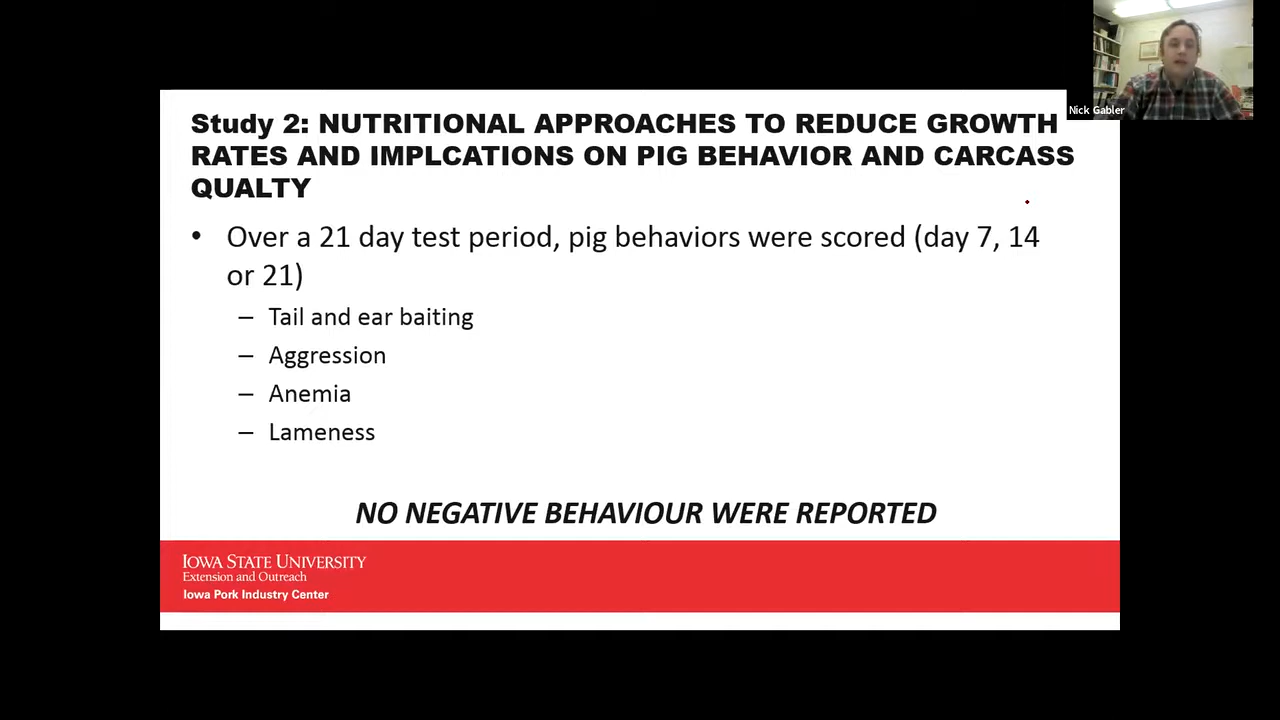 Nick Gabler
Study 2: NUTRITIONAL APPROACHES TO REDUCE GROWTH
RATES AND IMPLCATIONS ON PIG BEHAVIOR AND CARCASS
QUALTY
• Over a 21 day test period, pig behaviors were scored (day 7, 14
or 21)
– Tail and ear baiting
– Aggression
– Anemia
– Lameness
NO NEGATIVE BEHAVIOUR WERE REPORTED
IOWA STATE UNIVERSITY
Extension and Outreach
Iowa Pork Industry Center